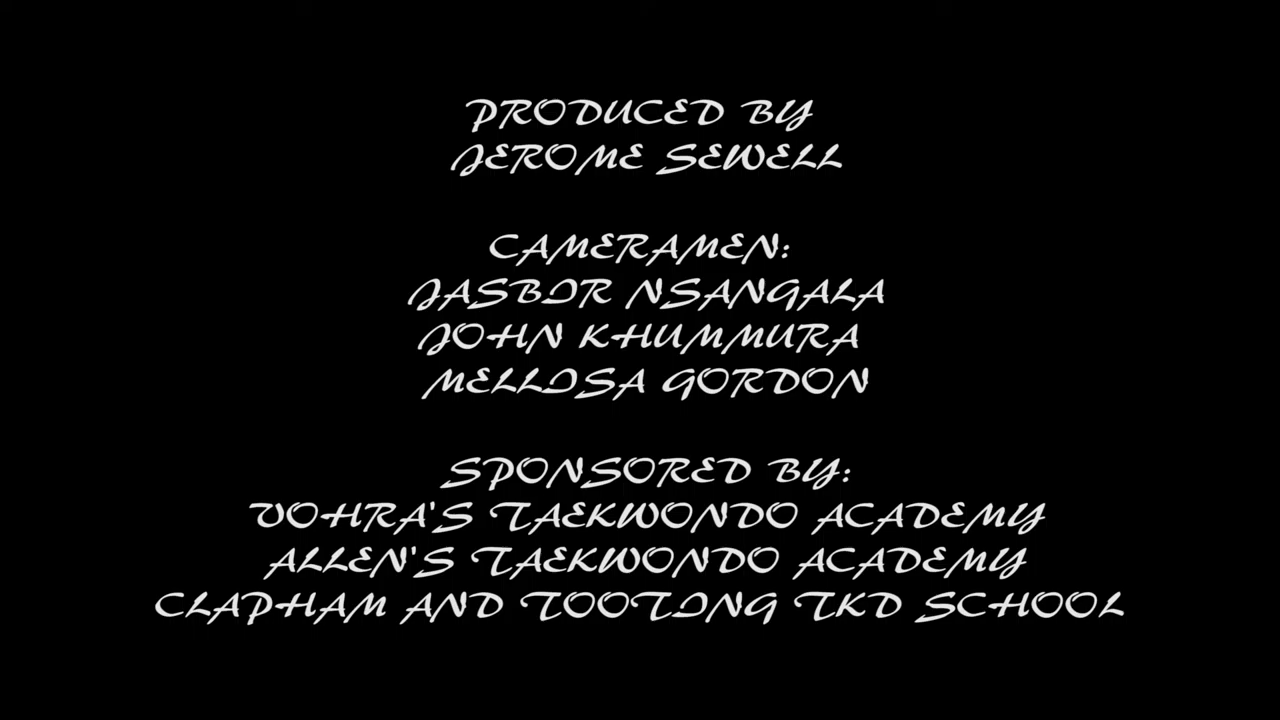 PRODUCED BY
JEROME SEWELL
CAMERAMEN:
JASBIR NSANGALA
JOHN KHUMMURA
MELLISA GORDON
SPONSORED BY:
VOHRA'S TAEKWONDO ACADEMY
ALLEN'S TAEKWONDO ACADEMY
CLAPHAM AND TOOTING TKD SCHOOL